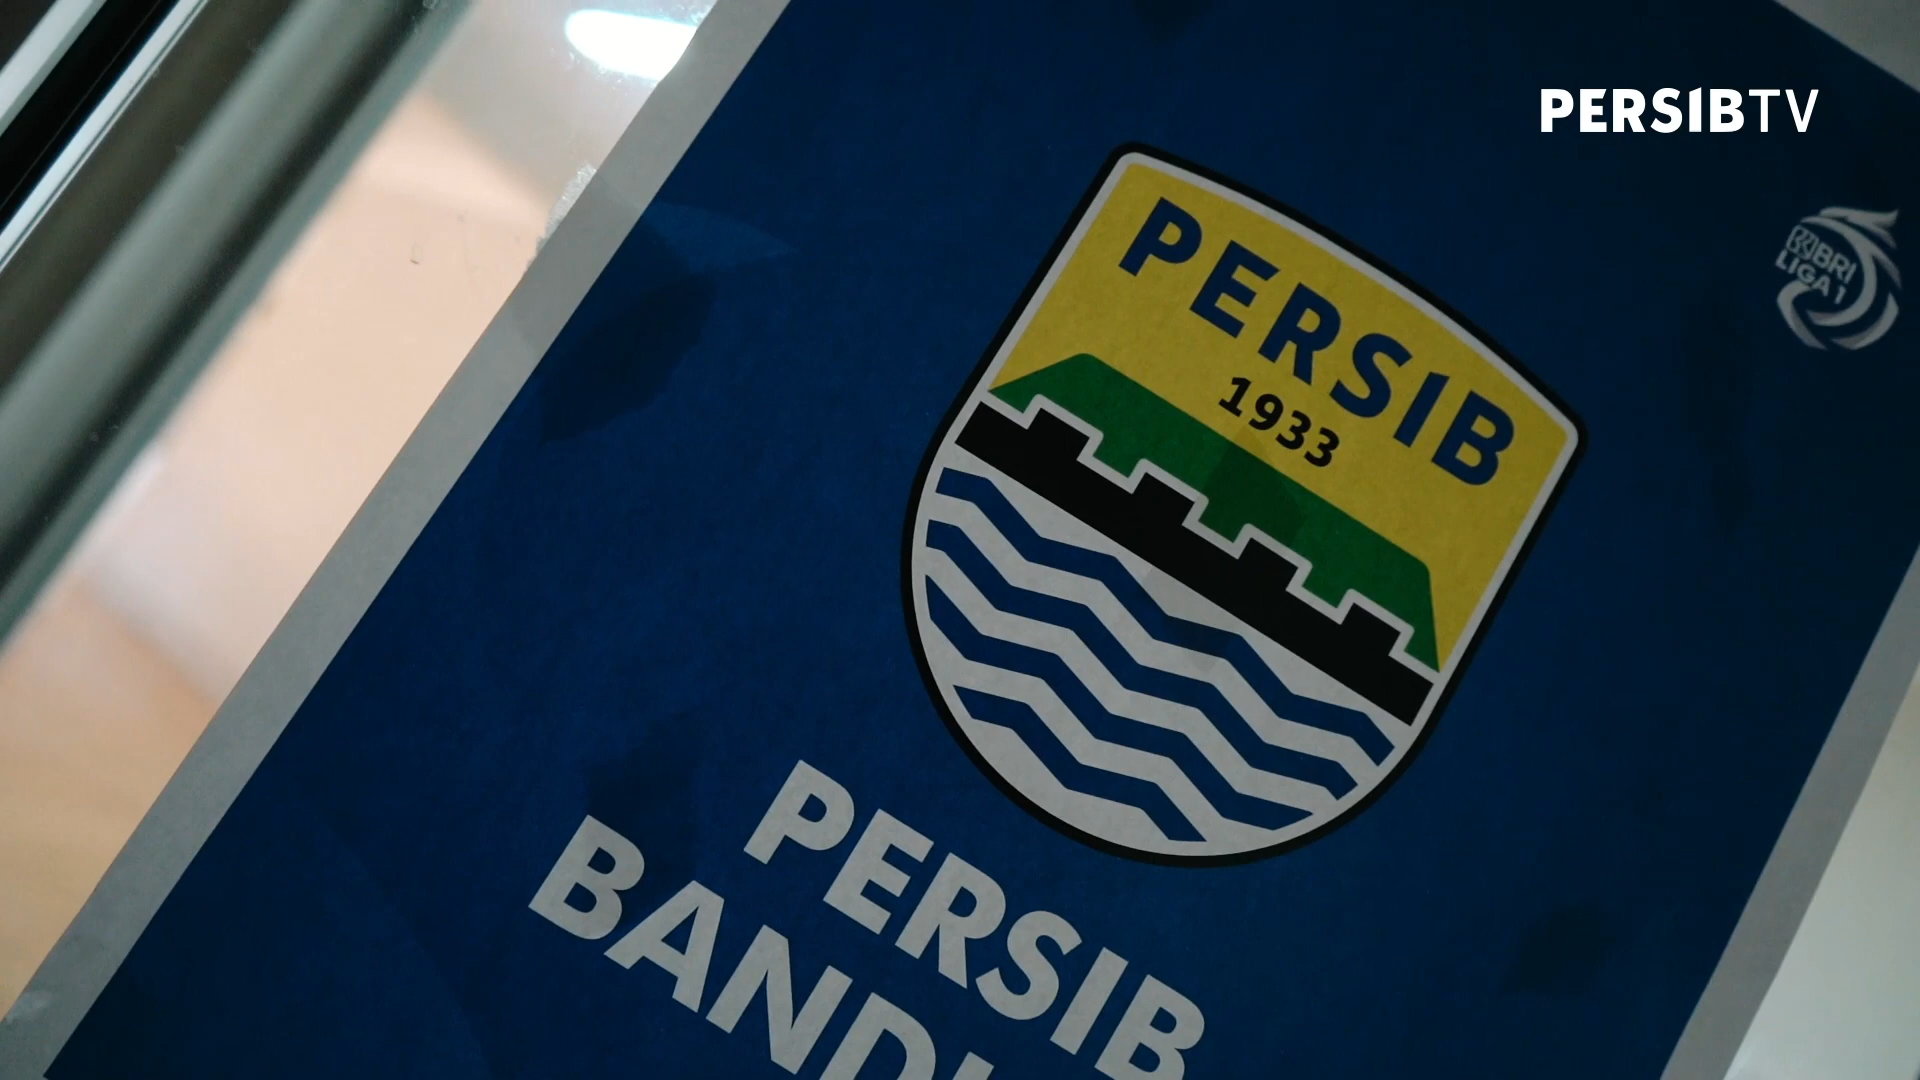 PERSIBTV
BRI
LIGA 1
PERSIB
1933
PERSIB